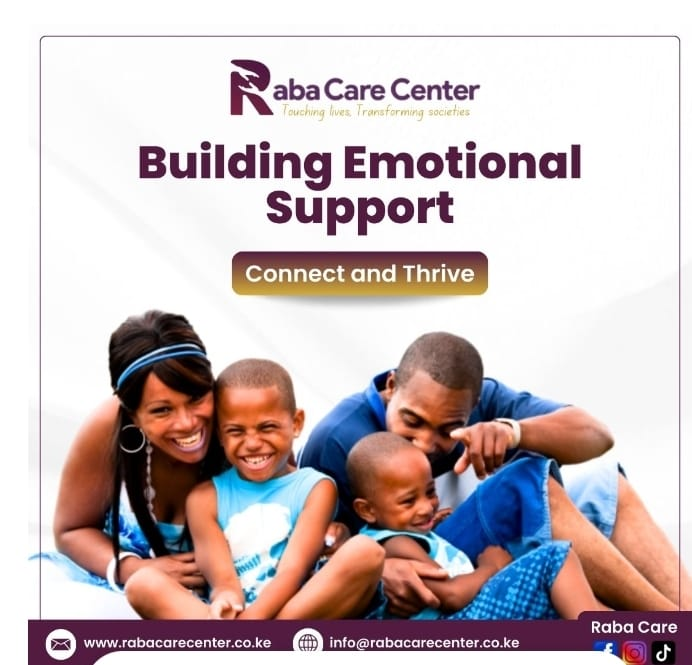 Raba Care Center
Touching lives, Transforming societies
Building Emotional
Support
Connect and Thrive
Raba Care
www.rabacarecenter.co.ke
info@rabacarecenter.co.ke